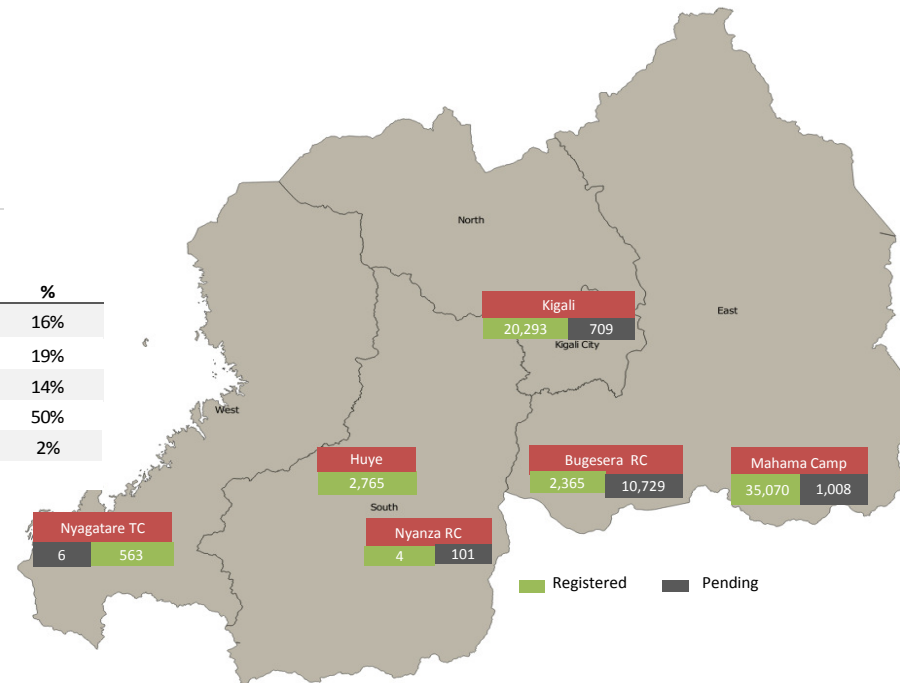 North
%
16%
19%
14%
50%
2%
Kigali
20,293 709
Kigali City
East
West
Huye
2,765
South
Bugesera RC
2,365 10,729
Mahama Camp
35,070 1,008
Nyagatare TC
6 563
Nyanza RC
4 101
Registered Pending